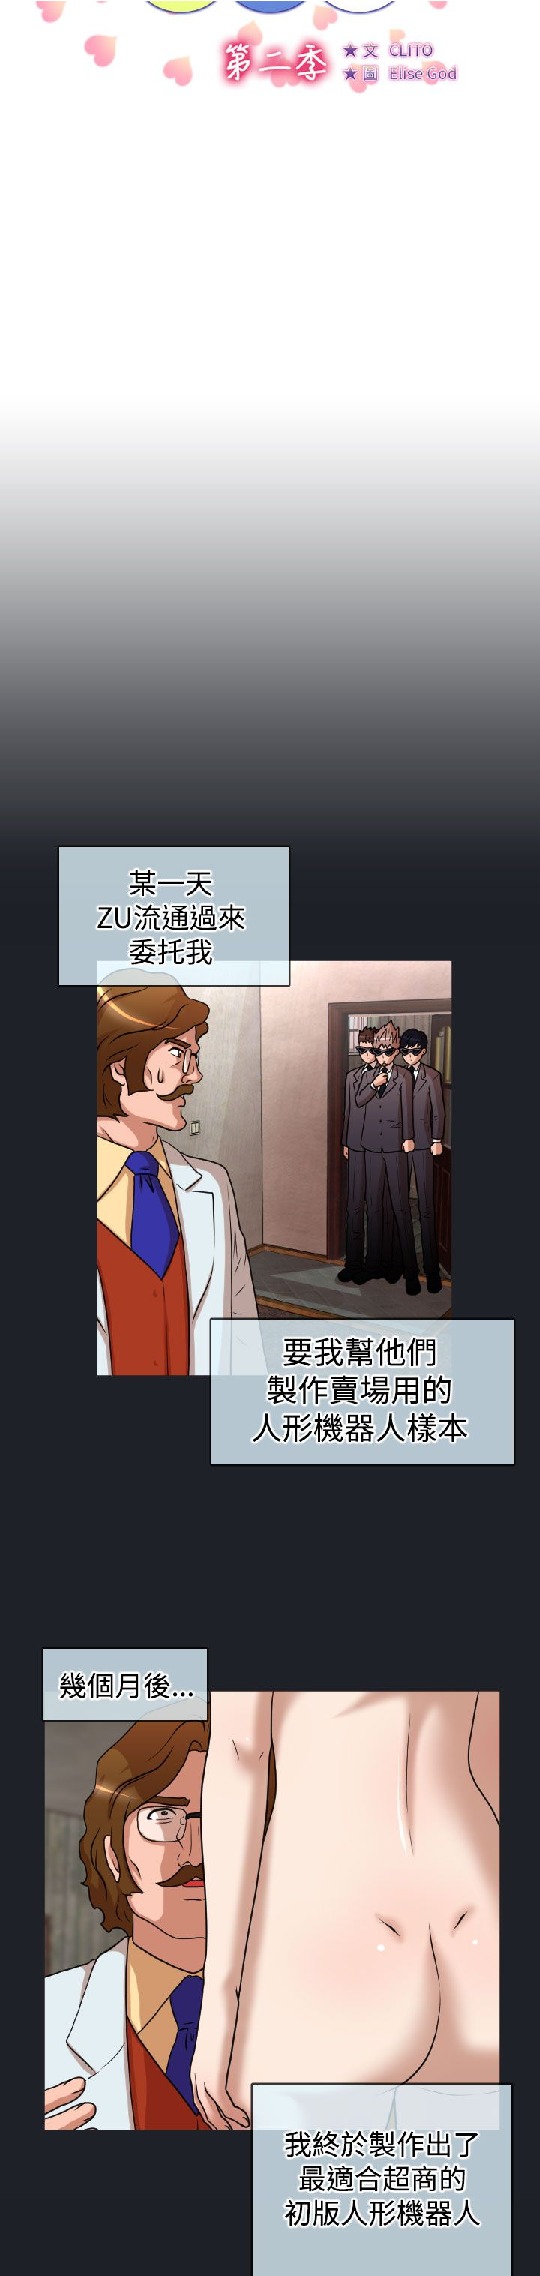 第二季
★ 文 CLITO
★ 圖 Elise God
某一天
ZU流通過來
委托我
要我幫他們
製作賣場用的
人形機器人樣本
幾個月後...
我終於製作出了
最適合超商的
初版人形機器人